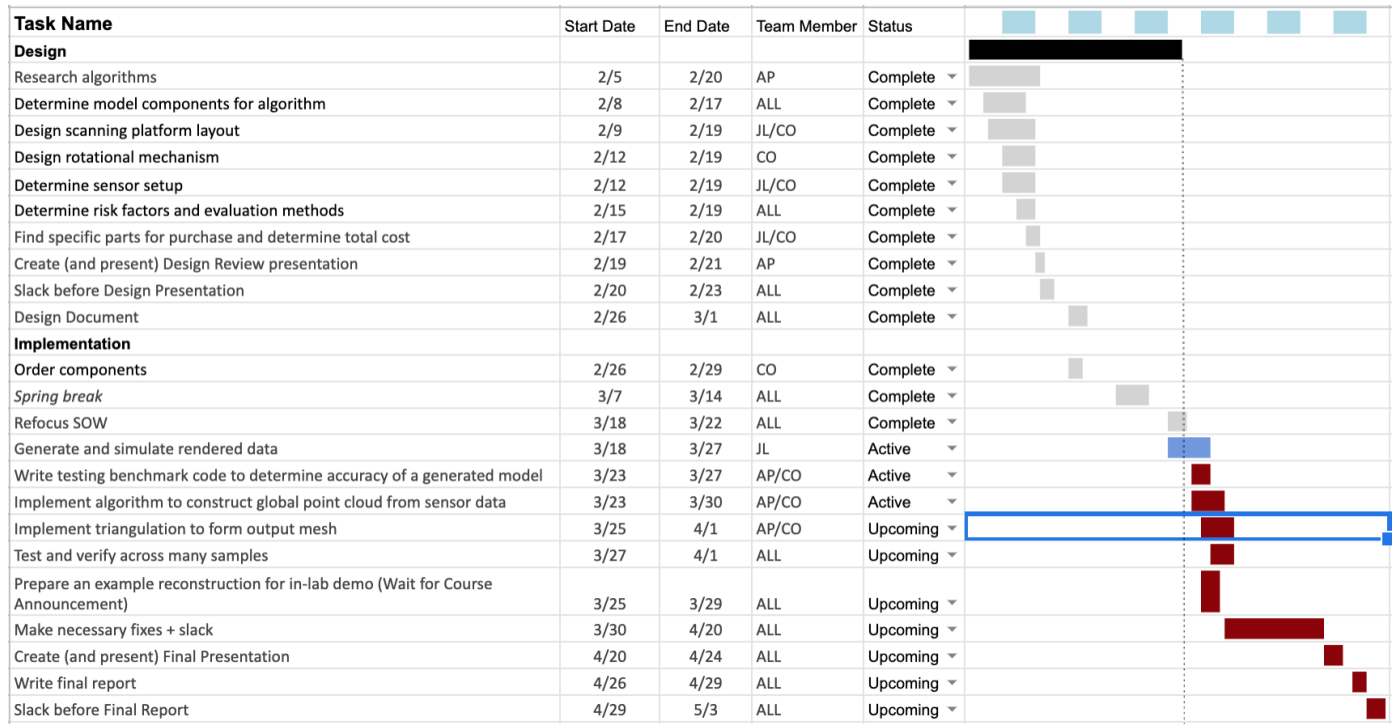 Task Name Start Date End Date Team Member Status
Design
Research algorithms 2/5 2/20 AP Complete
Determine model components for algorithm 2/8 2/17 ALL Complete
Design scanning platform layout 2/9 2/19 JL/CO Complete
Design rotational mechanism 2/12 2/19 CO Complete
Determine sensor setup 2/12 2/19 JL/CO Complete
Determine risk factors and evaluation methods 2/15 2/19 ALL Complete
Find specific parts for purchase and determine total cost 2/17 2/20 JL/CO Complete
Create (and present) Design Review presentation 2/19 2/21 AP Complete
Slack before Design Presentation 2/20 2/23 ALL Complete
Design Document 2/26 3/1 ALL Complete
Implementation
Order components 2/26 2/29 CO Complete
Spring break 3/7 3/14 ALL Complete
Refocus SOW 3/18 3/22 ALL Complete
Generate and simulate rendered data 3/18 3/27 JL Active
Write testing benchmark code to determine accuracy of a generated model 3/23 3/27 AP/CO Active
Implement algorithm to construct global point cloud from sensor data 3/23 3/30 AP/CO Active
Implement triangulation to form output mesh 3/25 4/1 AP/CO Upcoming
Test and verify across many samples 3/27 4/1 ALL Upcoming
Prepare an example reconstruction for in-lab demo (Wait for Course
Announcement) 3/25 3/29 ALL Upcoming
Make necessary fixes + slack 3/30 4/20 ALL Upcoming
Create (and present) Final Presentation 4/20 4/24 ALL Upcoming
Write final report 4/26 4/29 ALL Upcoming
Slack before Final Report 4/29 5/3 ALL Upcoming